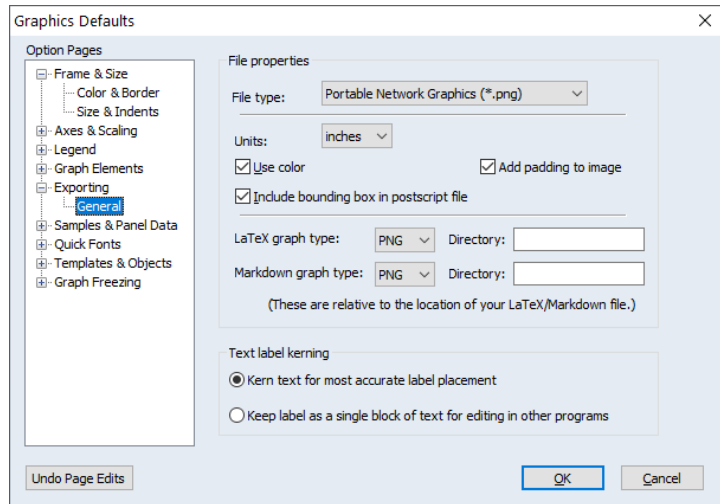 Graphics Defaults
Option Pages
Frame & Size
Color & Border
Size & Indents
Axes & Scaling
Legend
Graph Elements
Exporting
General
Samples & Panel Data
Quick Fonts
Templates & Objects
Graph Freezing
File properties
File type: Portable Network Graphics (*.png)
Units: inches
Use color Add padding to image
Include bounding box in postscript file
LaTeX graph type: PNG Directory:
Markdown graph type: PNG Directory:
(These are relative to the location of your LaTeX/Markdown file.)
Text label kerning
Kern text for most accurate label placement
Keep label as a single block of text for editing in other programs
Undo Page Edits OK Cancel